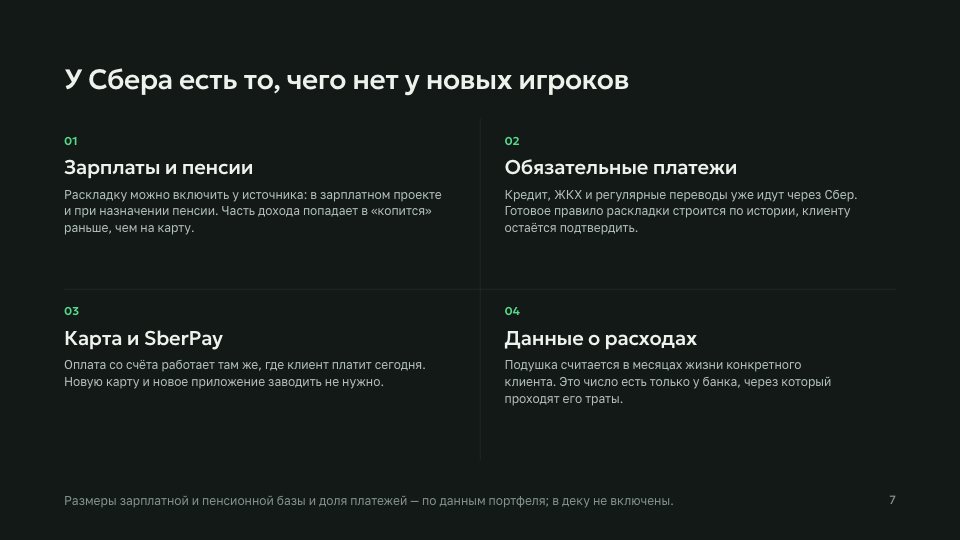 У Сбера есть то, чего нет у новых игроков
01
Зарплаты и пенсии
Раскладку можно включить у источника: в зарплатном проекте
и при назначении пенсии. Часть дохода попадает в «копится»
раньше, чем на карту.
02
Обязательные платежи
Кредит, ЖКХ и регулярные переводы уже идут через Сбер.
Готовое правило раскладки строится по истории, клиенту
остаётся подтвердить.
03
Карта и SberPay
Оплата со счёта работает там же, где клиент платит сегодня.
Новую карту и новое приложение заводить не нужно.
04
Данные о расходах
Подушка считается в месяцах жизни конкретного
клиента. Это число есть только у банка, через который
проходят его траты.
Размеры зарплатной и пенсионной базы и доля платежей — по данным портфеля; в деку не включены.
7